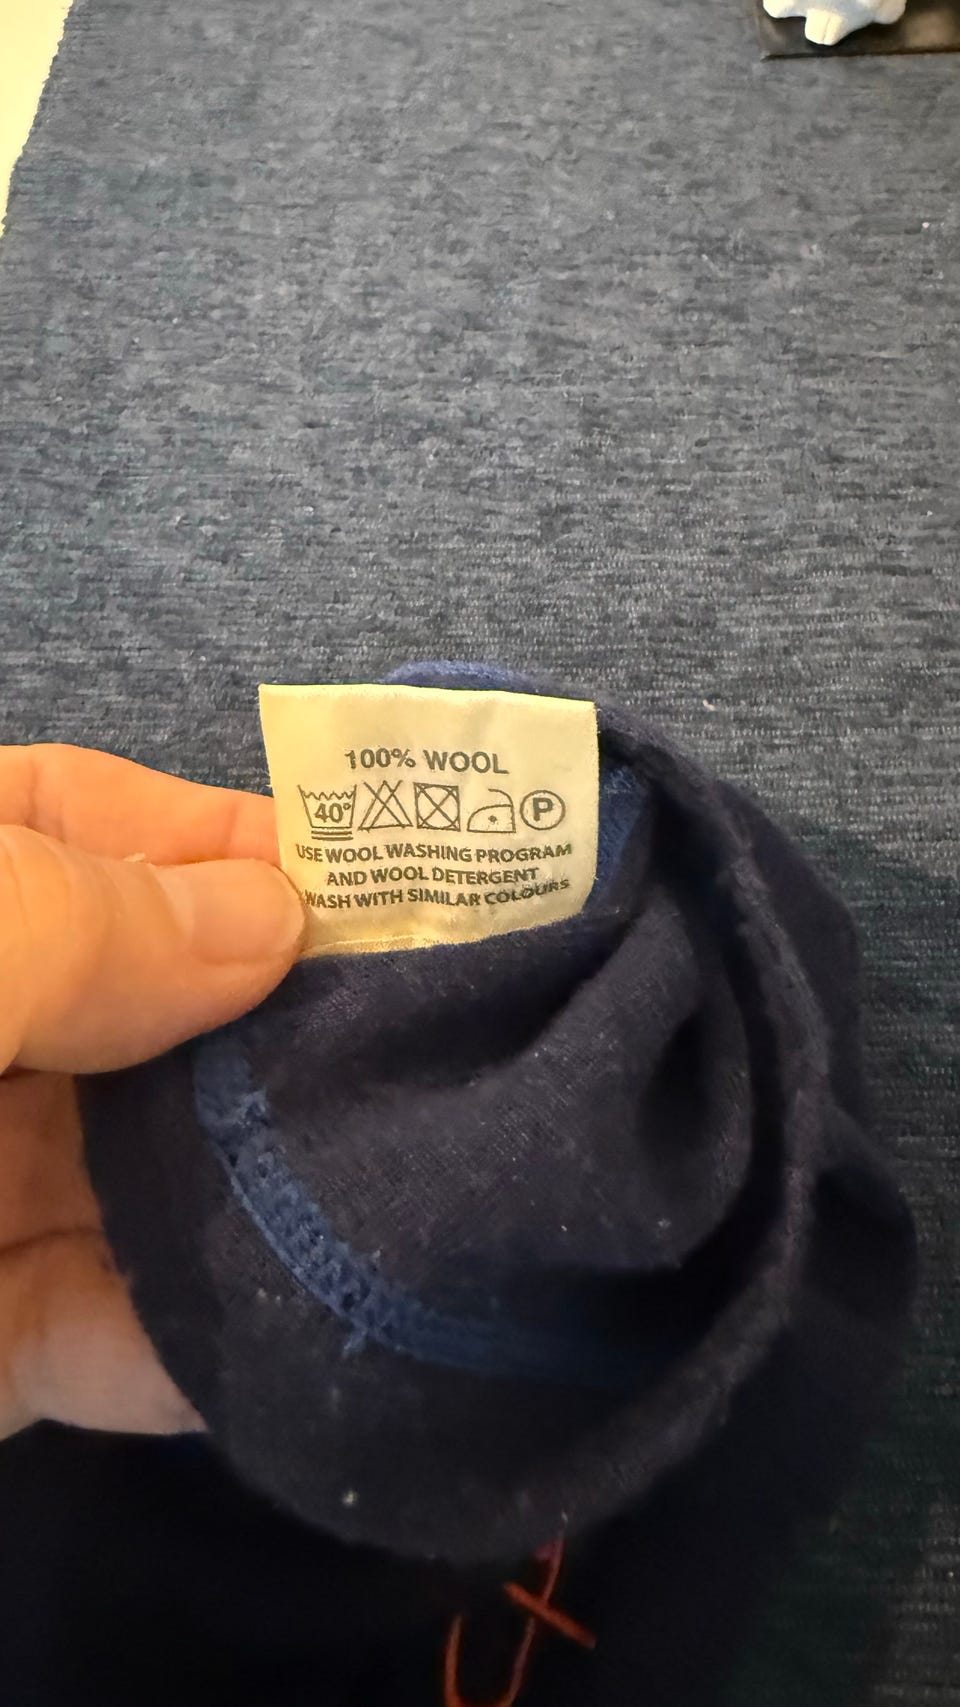 100% WOOL
40° P
USE WOOL WASHING PROGRAM
AND WOOL DETERGENT
WASH WITH SIMILAR COLOURS